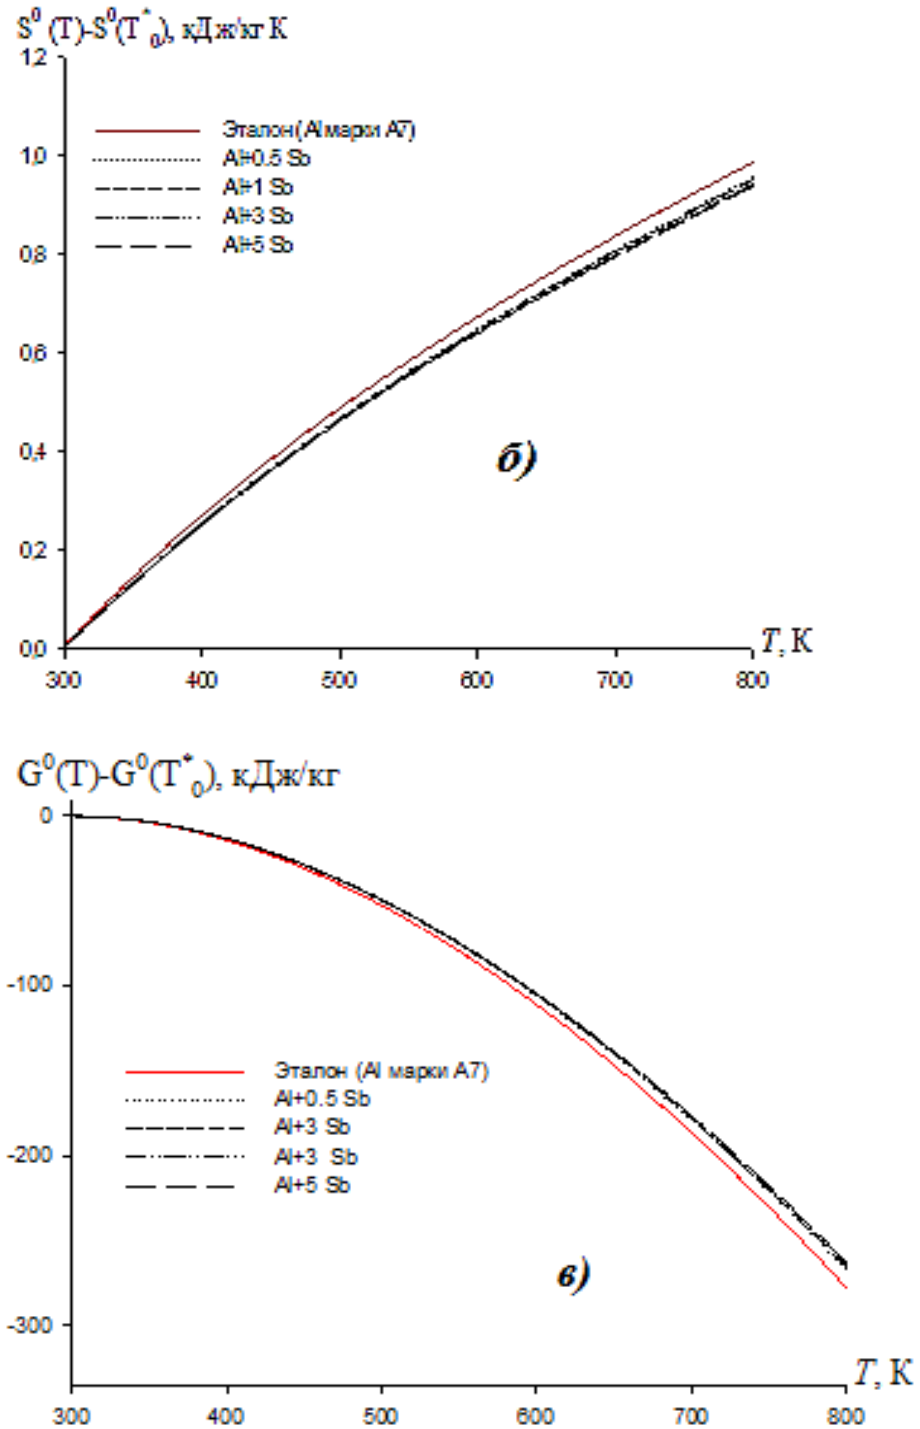 S⁰ (T)-S⁰(T*₀), кДж/кг К
1,2
Эталон(Al марки А7)
1,0
Al+0.5 Sb
Al+1 Sb
Al+3 Sb
Al+5 Sb
0,8
0,6
0,4
б)
0,2
0,0
T, К
300 400 500 600 700 800
G⁰(T)-G⁰(T*₀), кДж/кг
0
-100
Эталон (Al марки А7)
Al+0.5 Sb
Al+3 Sb
-200
Al+3 Sb
Al+5 Sb
в)
-300
T, К
300 400 500 600 700 800